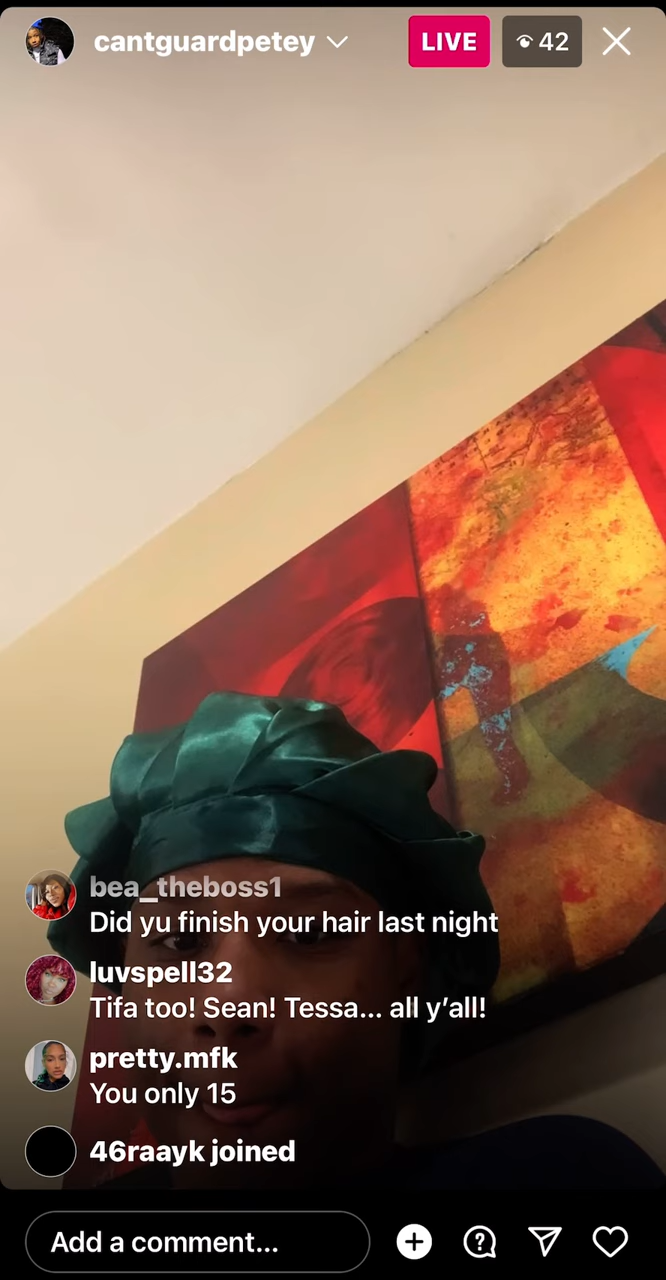 cantguardpetey
LIVE
42
bea_theboss1
Did yu finish your hair last night
luvspell32
Tifa too! Sean! Tessa... all y’all!
pretty.mfk
You only 15
46raayk joined
Add a comment...